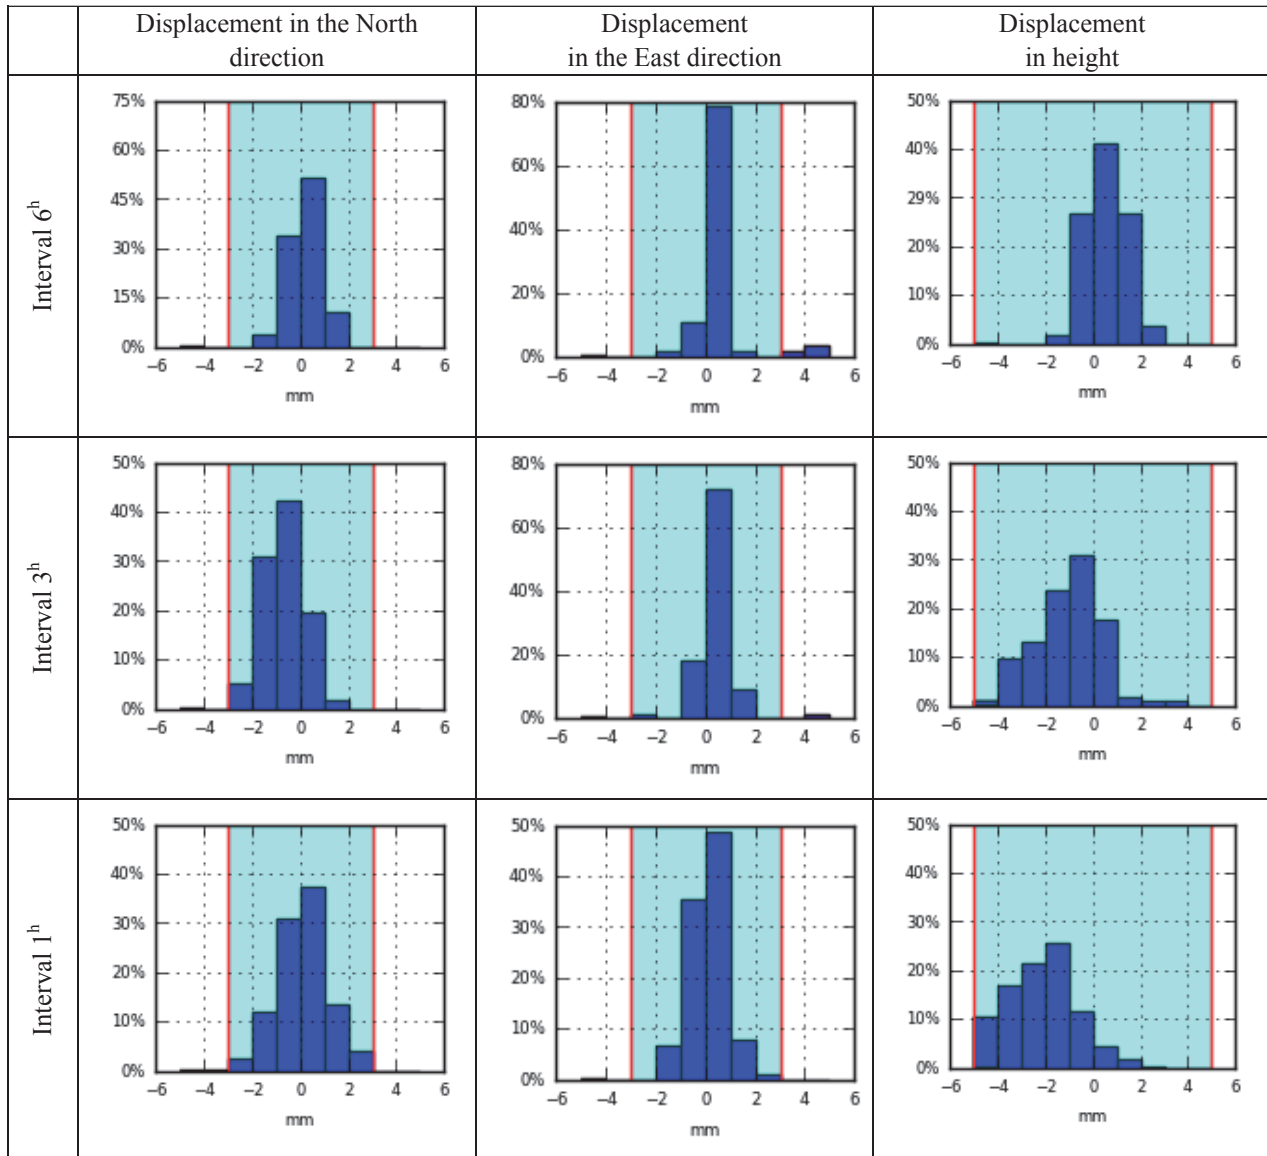 Displacement in the North
direction
Displacement
in the East direction
Displacement
in height
Interval 6h
75%
60%
45%
30%
15%
0%
−6 −4 −2 0 2 4 6
mm
80%
60%
40%
20%
0%
−6 −4 −2 0 2 4 6
mm
50%
40%
29%
20%
10%
0%
−6 −4 −2 0 2 4 6
mm
Interval 3h
50%
40%
30%
20%
10%
0%
−6 −4 −2 0 2 4 6
mm
80%
60%
40%
20%
0%
−6 −4 −2 0 2 4 6
mm
50%
40%
30%
20%
10%
0%
−6 −4 −2 0 2 4 6
mm
Interval 1h
50%
40%
30%
20%
10%
0%
−6 −4 −2 0 2 4 6
mm
50%
40%
30%
20%
10%
0%
−6 −4 −2 0 2 4 6
mm
50%
40%
30%
20%
10%
0%
−6 −4 −2 0 2 4 6
mm